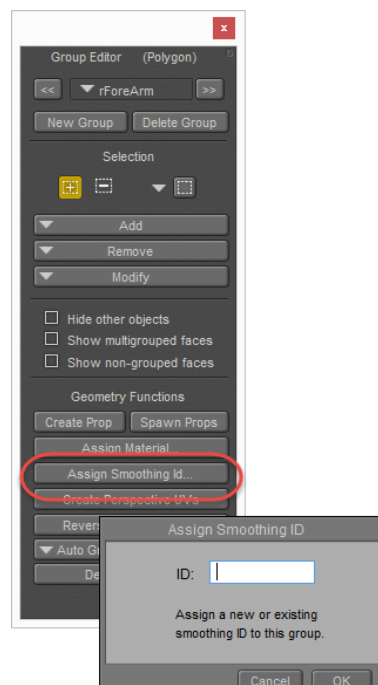 x
Group Editor (Polygon)
<< rForeArm >>
New Group Delete Group
Selection
Add
Remove
Modify
Hide other objects
Show multigrouped faces
Show non-grouped faces
Geometry Functions
Create Prop Spawn Props
Assign Material...
Assign Smoothing Id...
Create Perspective UVs
Assign Smoothing ID
ID:
Assign a new or existing
smoothing ID to this group.
Cancel OK